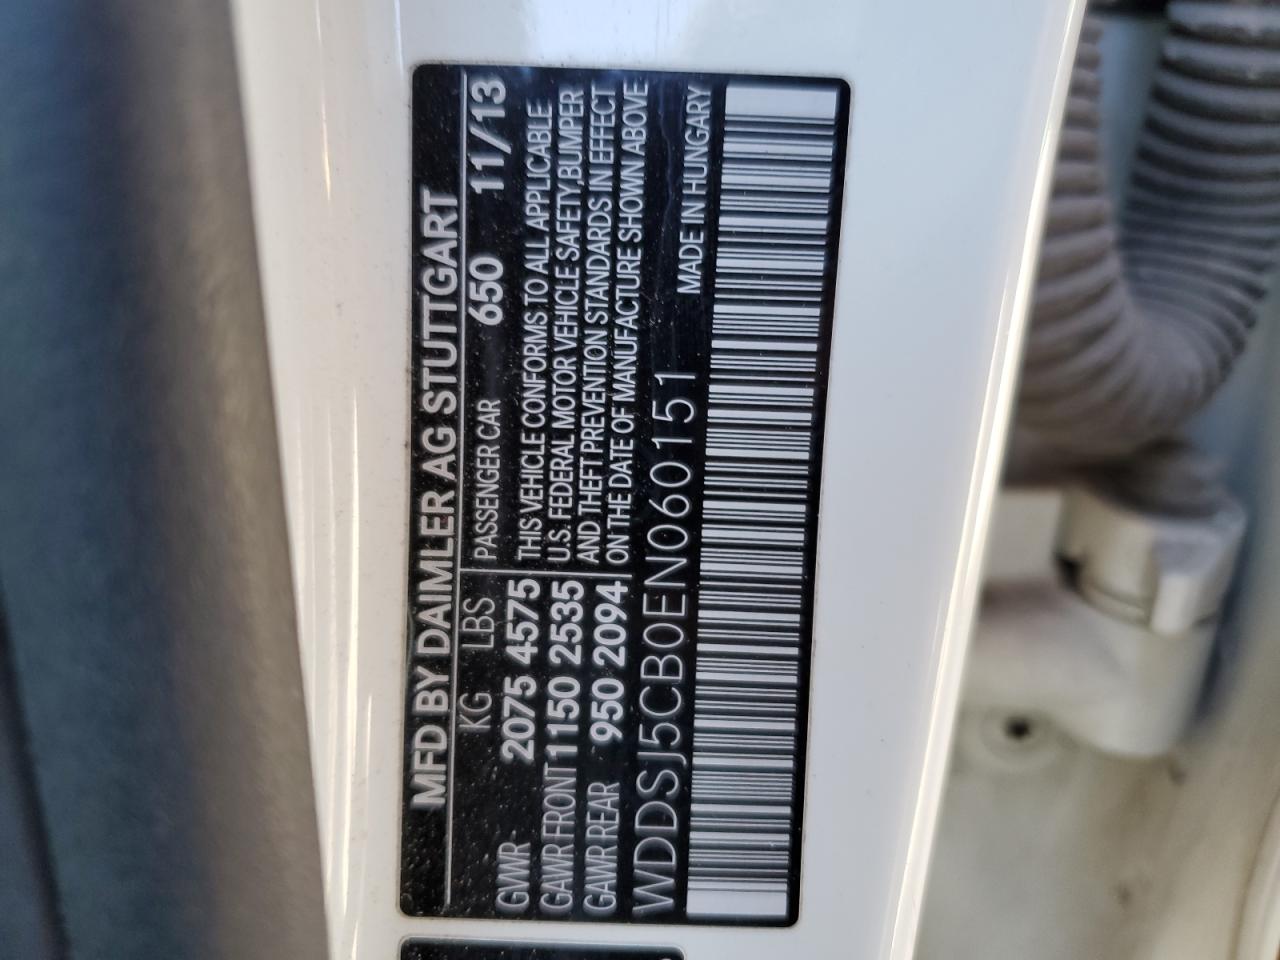 MFD BY DAIMLER AG STUTTGART
KG LBS PASSENGER CAR 650 11/13
GWWR 2075 4575 THIS VEHICLE CONFORMS TO ALL APPLICABLE
GAWR FRONT 1150 2535 U.S. FEDERAL MOTOR VEHICLE SAFETY,BUMPER
GAWR REAR 950 2094 AND THEFT PREVENTION STANDARDS IN EFFECT
ON THE DATE OF MANUFACTURE SHOWN ABOVE
WDDSJ5CB0EN060151
MADE IN HUNGARY